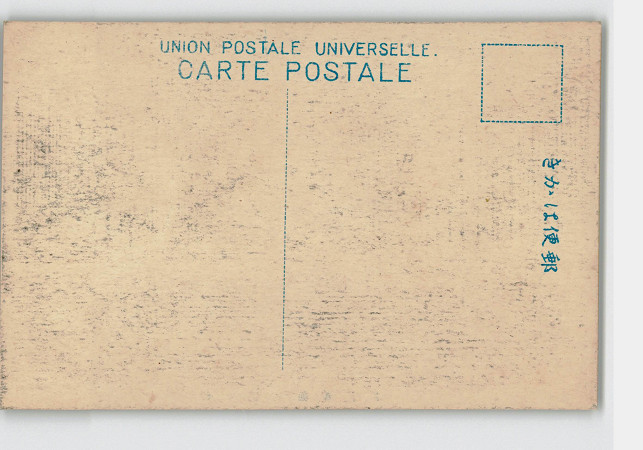 UNION POSTALE UNIVERSELLE.
CARTE POSTALE
きかは便郵